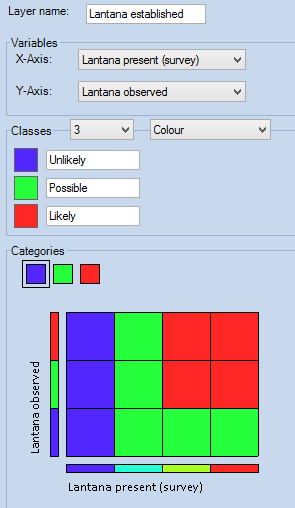 Layer name: Lantana established
Variables
X-Axis: Lantana present (survey)
Y-Axis: Lantana observed
Classes 3 Colour
Unlikely
Possible
Likely
Categories
Lantana observed
Lantana present (survey)